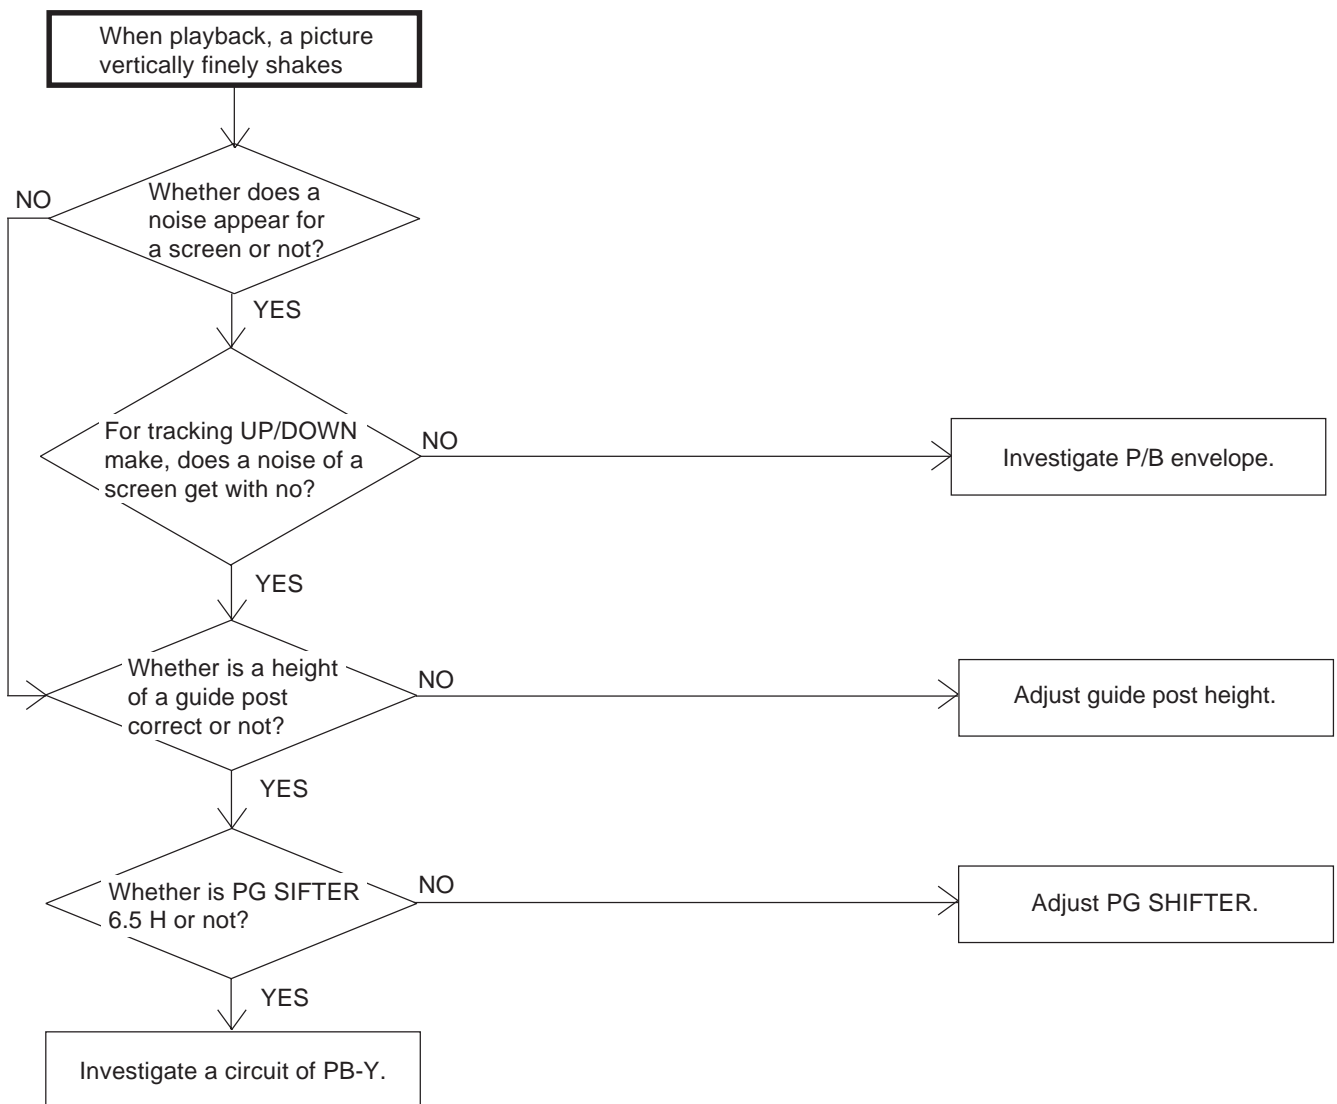 When playback, a picture
vertically finely shakes
NO
Whether does a
noise appear for
a screen or not?
YES
For tracking UP/DOWN
make, does a noise of a
screen get with no?
NO
Investigate P/B envelope.
YES
Whether is a height
of a guide post
correct or not?
NO
Adjust guide post height.
YES
Whether is PG SIFTER
6.5 H or not?
NO
Adjust PG SHIFTER.
YES
Investigate a circuit of PB-Y.